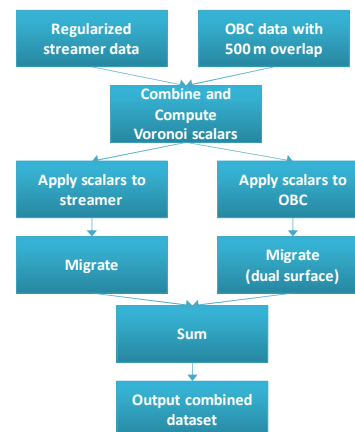 Regularized
streamer data
OBC data with
500 m overlap
Combine and
Compute
Voronoi scalars
Apply scalars to
streamer
Apply scalars to
OBC
Migrate
Migrate
(dual surface)
Sum
Output combined
dataset